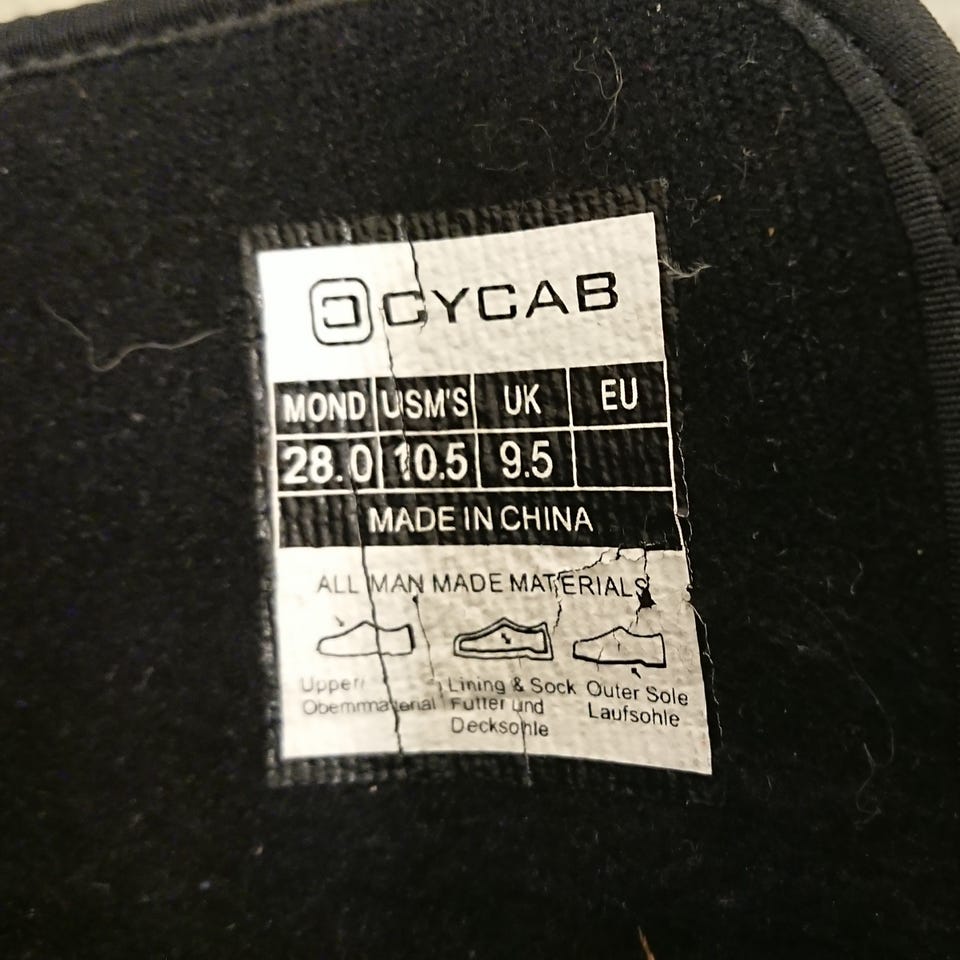 CYCAB
MOND USM'S UK EU
28.0 10.5 9.5
MADE IN CHINA
ALL MAN MADE MATERIALS
Upper Lining & Sock Outer Sole
Futter und Laufsohle
Decksohle